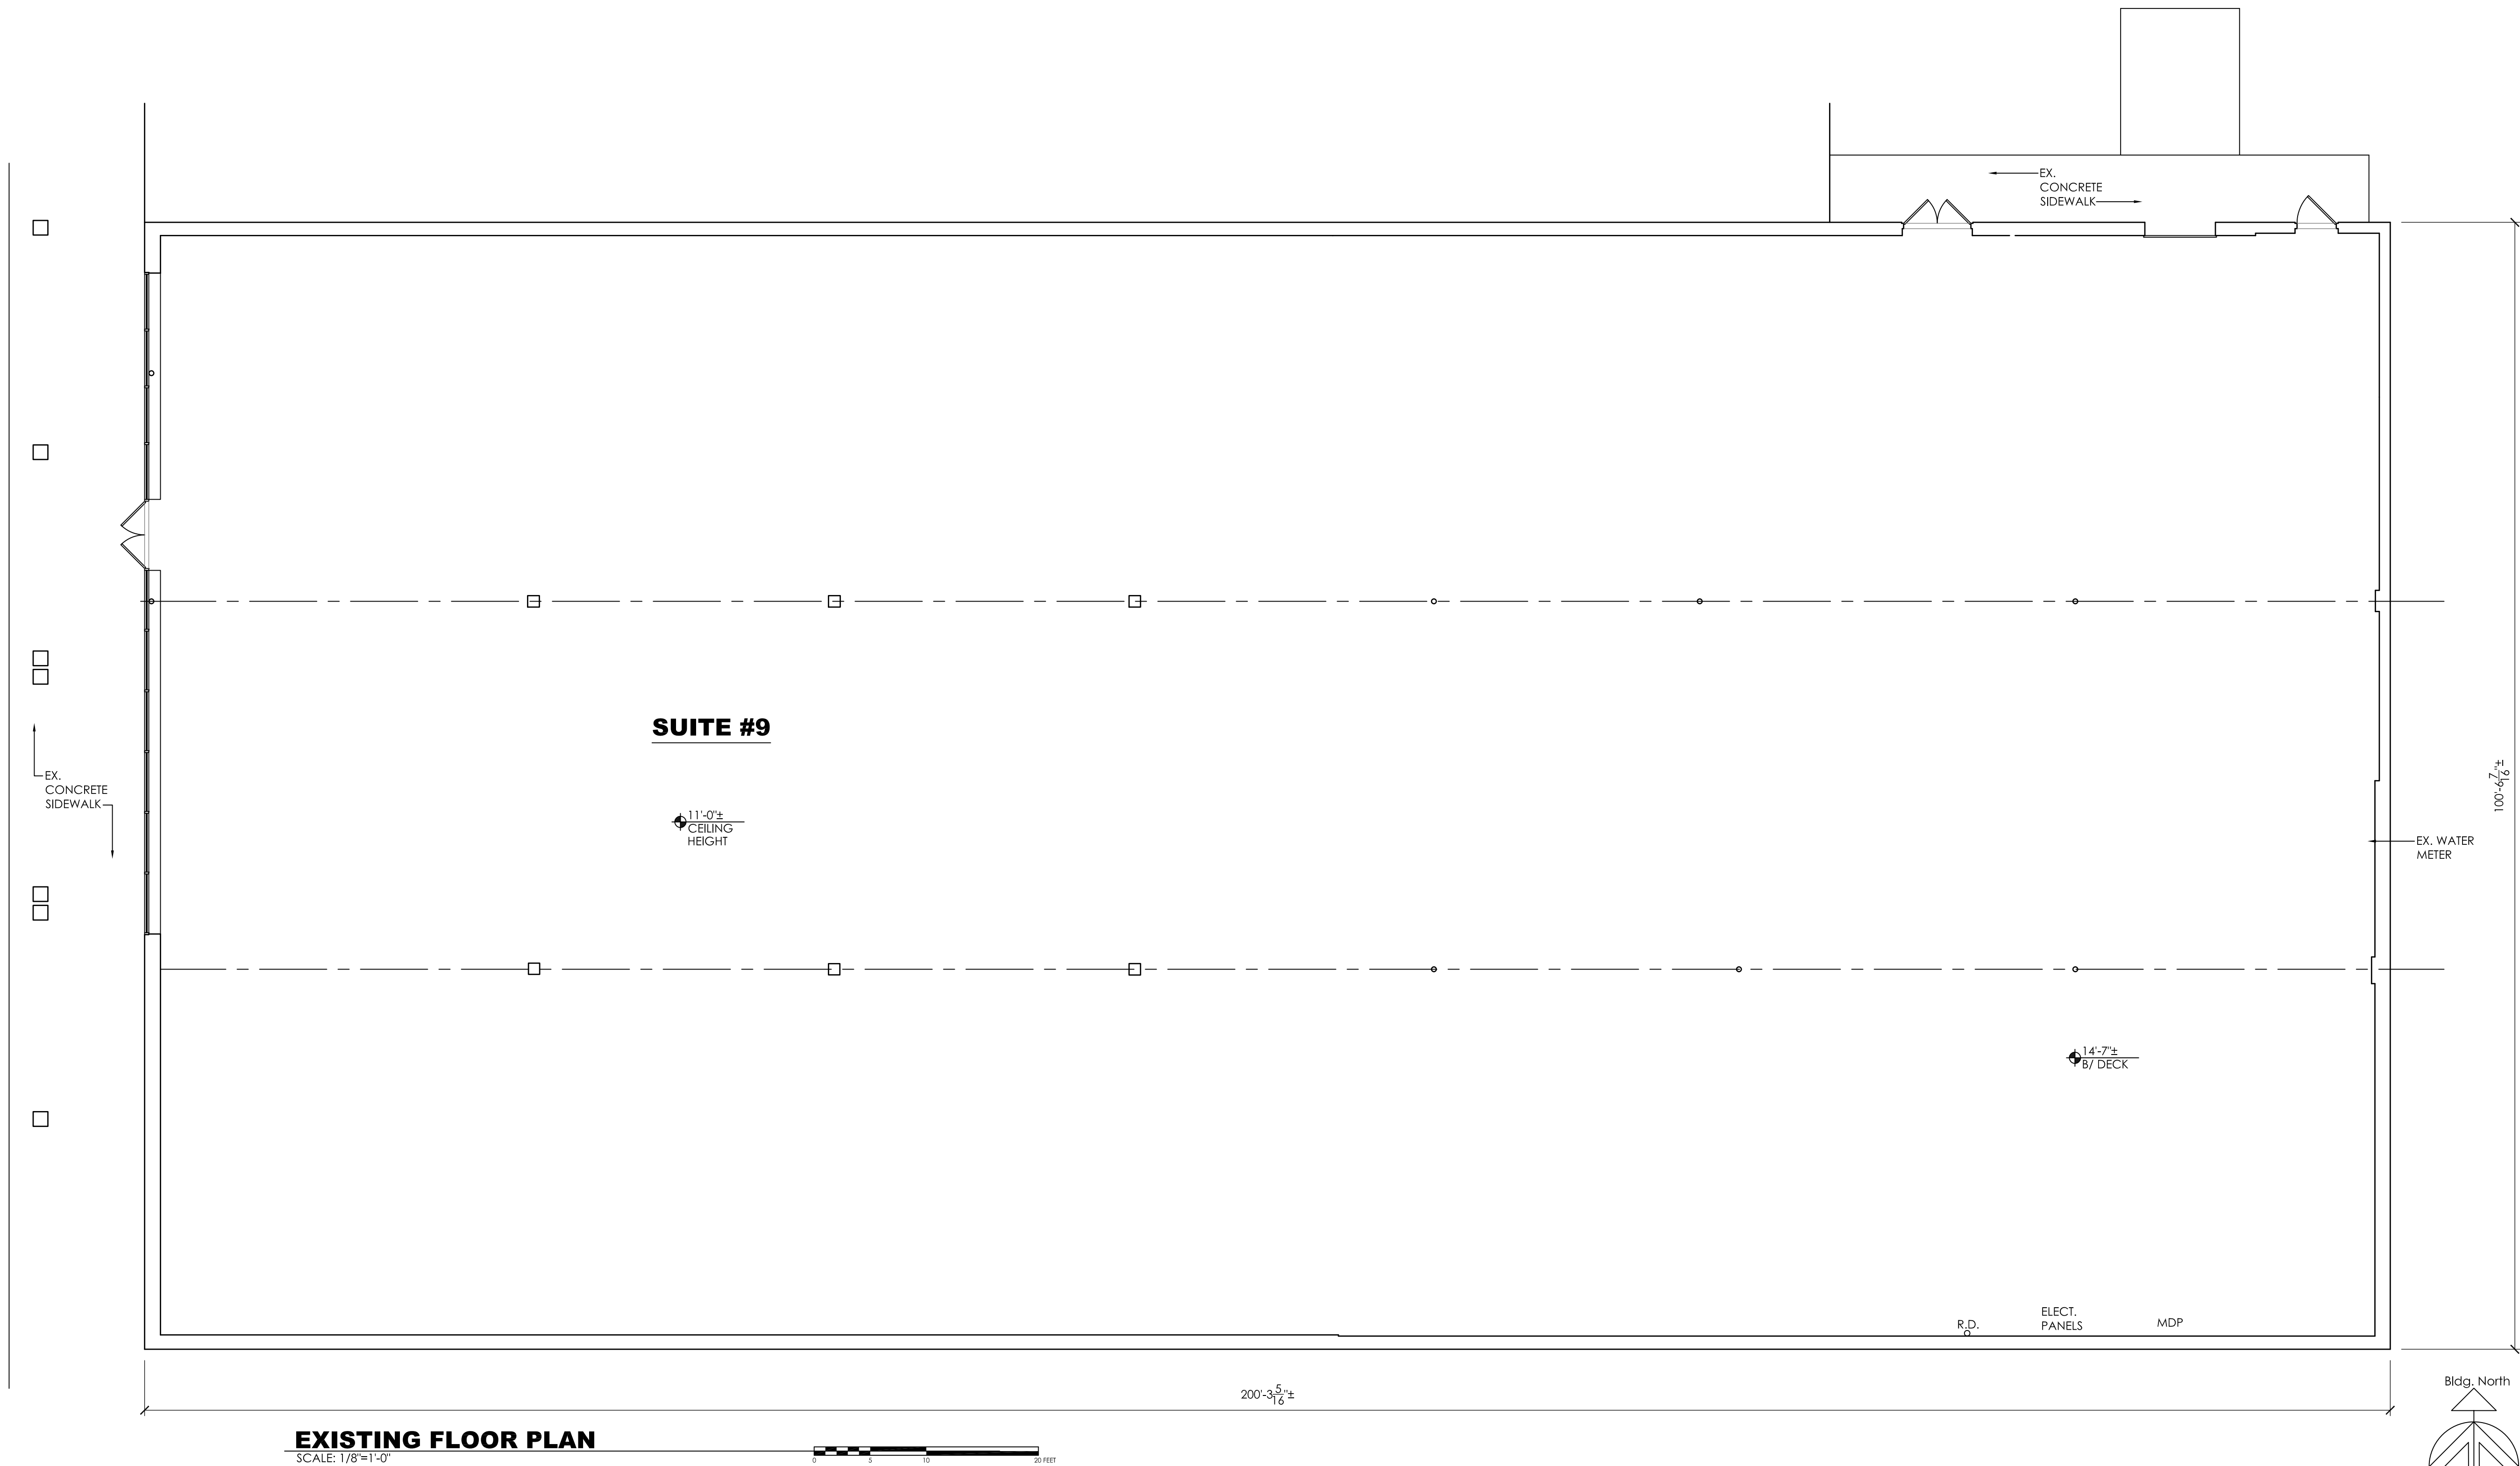 EX.
CONCRETE
SIDEWALK
SUITE #9
EX.
CONCRETE
SIDEWALK
11'-0"±
CEILING
HEIGHT
100'-6 7/16"±
EX. WATER
METER
14'-7"±
B/ DECK
R.D.
ELECT.
PANELS
MDP
200'-3 5/16"±
Bldg. North
EXISTING FLOOR PLAN
SCALE: 1/8"=1'-0"
0 5 10 20 FEET